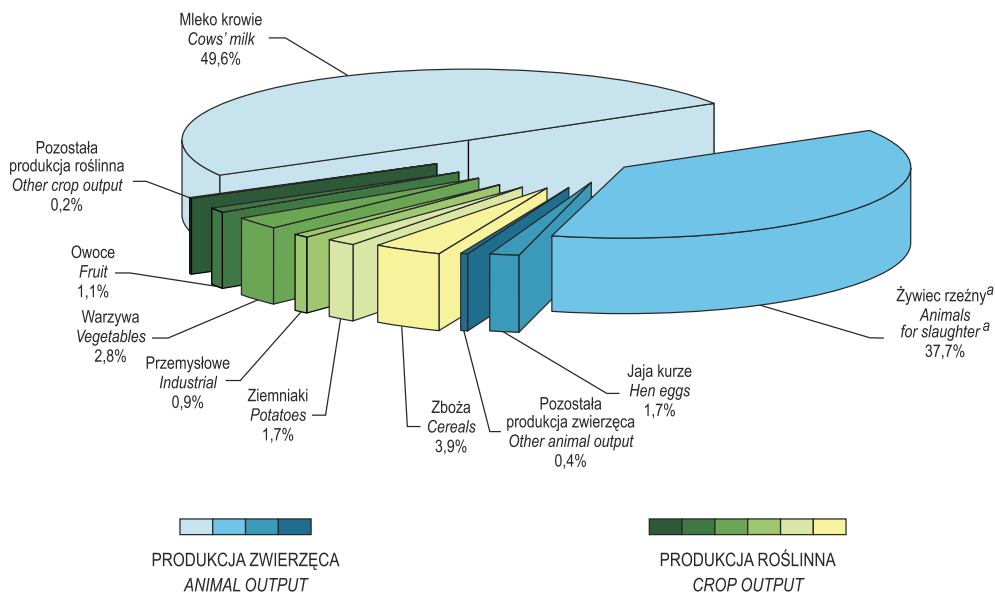 Mleko krowie
Cows' milk
49,6%
Pozostała
produkcja roślinna
Other crop output
0,2%
Owoce
Fruit
1,1%
Warzywa
Vegetables
2,8%
Przemysłowe
Industrial
0,9%
Ziemniaki
Potatoes
1,7%
Zboża
Cereals
3,9%
Pozostała
produkcja zwierzęca
Other animal output
0,4%
Jaja kurze
Hen eggs
1,7%
Żywiec rzeźny a
Animals
for slaughter a
37,7%
PRODUKCJA ZWIERZĘCA
ANIMAL OUTPUT
PRODUKCJA ROŚLINNA
CROP OUTPUT